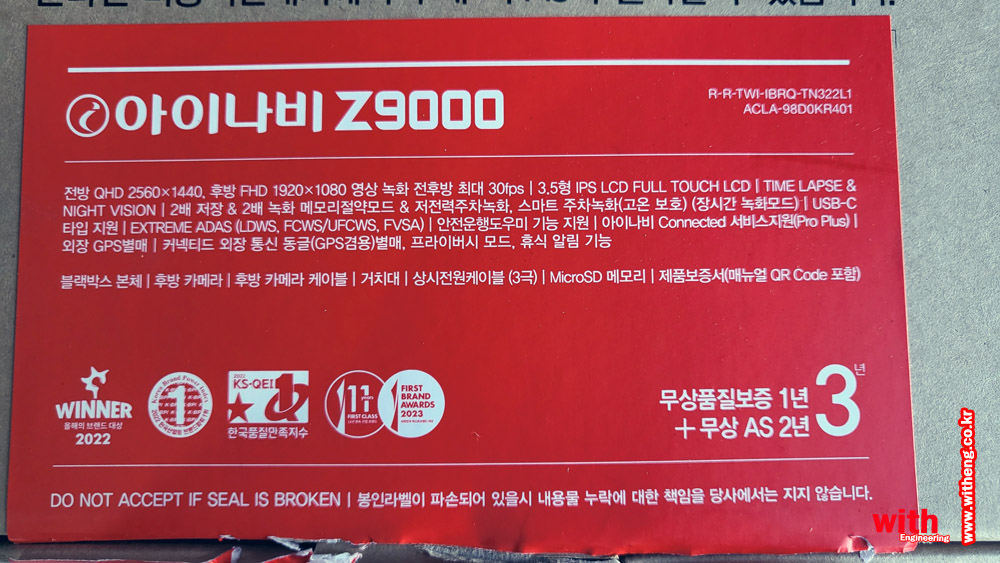 아이나비 Z9000
R-R-TWI-IBRQ-TN322L1
ACLA-98D0KR401
전방 QHD 2560×1440, 후방 FHD 1920×1080 영상 녹화 전후방 최대 30fps | 3.5형 IPS LCD FULL TOUCH LCD | TIME LAPSE &
NIGHT VISION | 2배 저장 & 2배 녹화 메모리절약모드 & 저전력주차녹화, 스마트 주차녹화(고온 보호) (장시간 녹화모드) | USB-C
타입 지원 | EXTREME ADAS (LDWS, FCWS/UFCWS, FVSA) | 안전운행도우미 기능 지원 | 아이나비 Connected 서비스지원(Pro Plus) |
외장 GPS별매 | 커넥티드 외장 통신 동글(GPS겸용)별매, 프라이버시 모드, 휴식 알림 기능
블랙박스 본체 | 후방 카메라 | 후방 카메라 케이블 | 거치대 | 상시전원케이블 (3극) | MicroSD 메모리 | 제품보증서(매뉴얼 QR Code 포함)
WINNER
올해의 브랜드 대상
2022
Korea Brand Power Index
1
2022
KS-QEI 1
한국품질만족지수
11 years
FIRST CLASS
FIRST
BRAND
AWARDS
2023
무상품질보증 1년
+ 무상 AS 2년
3년
DO NOT ACCEPT IF SEAL IS BROKEN | 봉인라벨이 파손되어 있을시 내용물 누락에 대한 책임을 당사에서는 지지 않습니다.
with
Engineering
www.witheng.co.kr